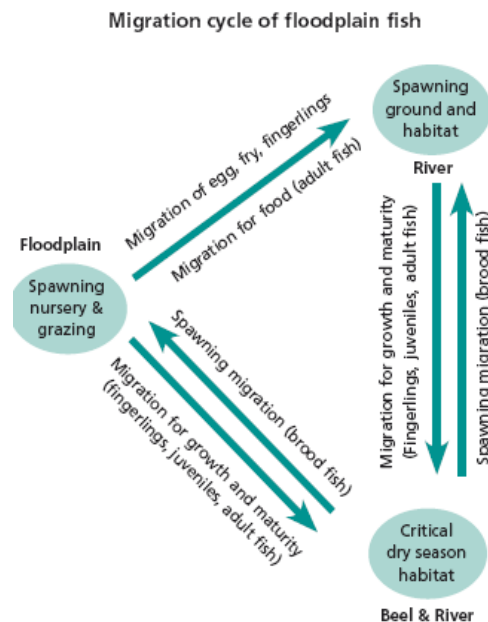 Migration cycle of floodplain fish
Spawning
ground and
habitat
River
Migration of egg, fry, fingerlings
Migration for food (adult fish)
Floodplain
Spawning
nursery &
grazing
Spawning migration (brood fish)
Migration for growth and maturity
(fingerlings, juveniles, adult fish)
Migration for growth and maturity
(Fingerlings, juveniles, adult fish)
Spawning migration (brood fish)
Critical
dry season
habitat
Beel & River